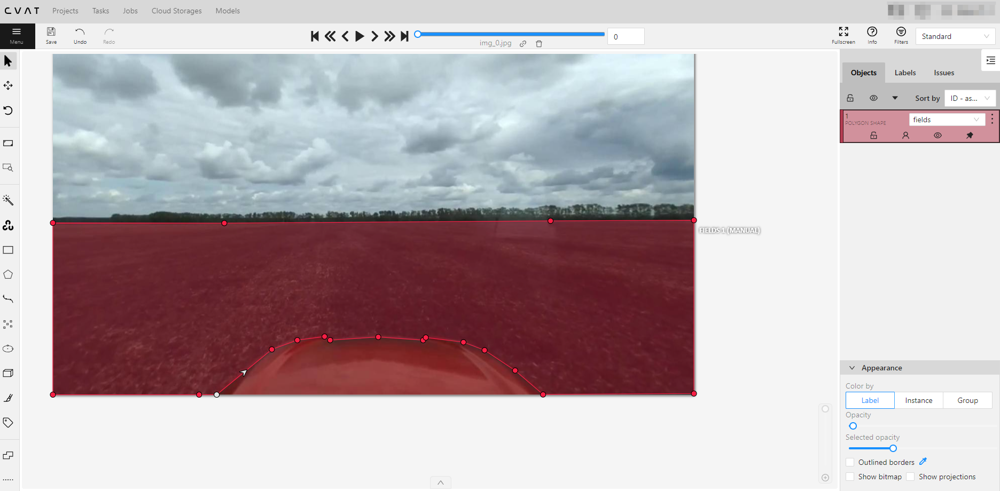 CVAT Projects Tasks Jobs Cloud Storages Models
Menu Save Undo Redo
img_0.jpg
0
Fullscreen Info Filters
Standard
Objects Labels Issues
Sort by ID - as...
1
POLYGON SHAPE
fields
FIELDS 1 (MANUAL)
Appearance
Color by
Label Instance Group
Opacity
Selected opacity
Outlined borders
Show bitmap Show projections